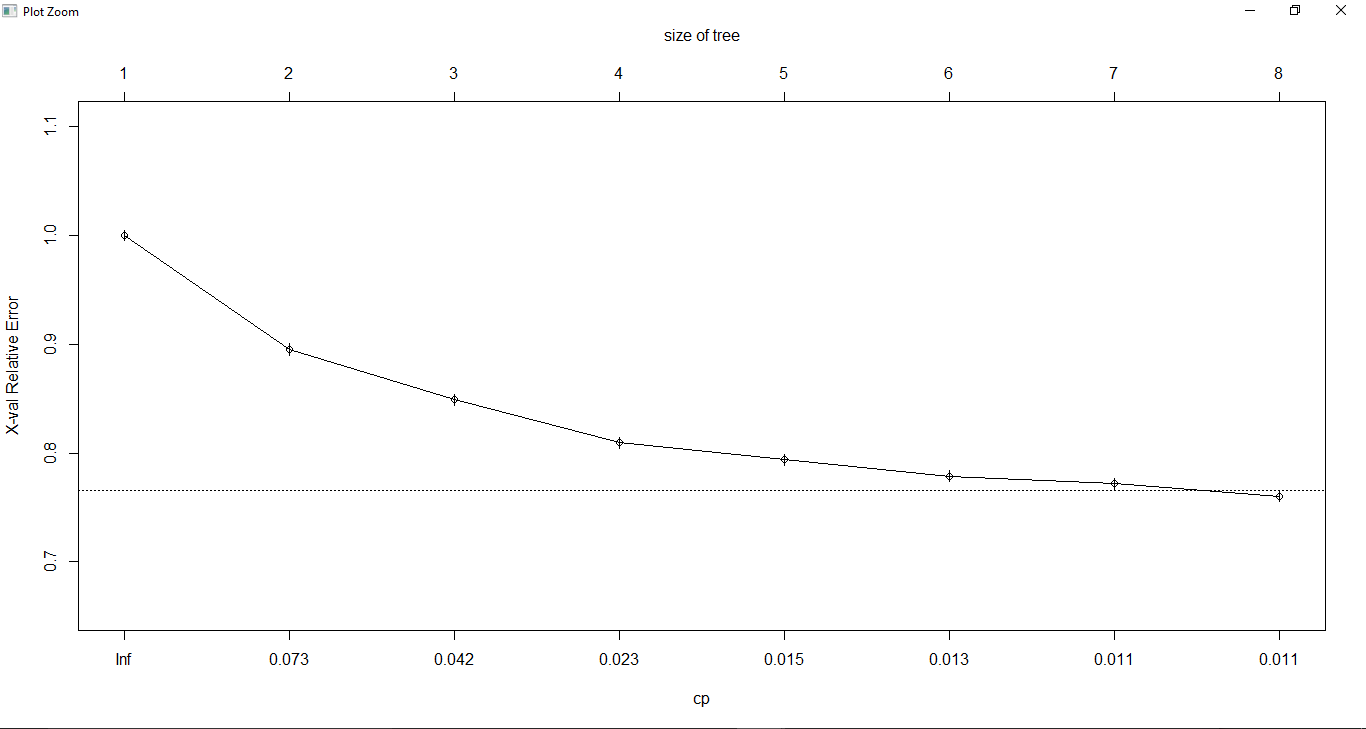 Plot Zoom
size of tree
1 2 3 4 5 6 7 8
1.1
1.0
0.9
0.8
0.7
X-val Relative Error
Inf 0.073 0.042 0.023 0.015 0.013 0.011 0.011
cp